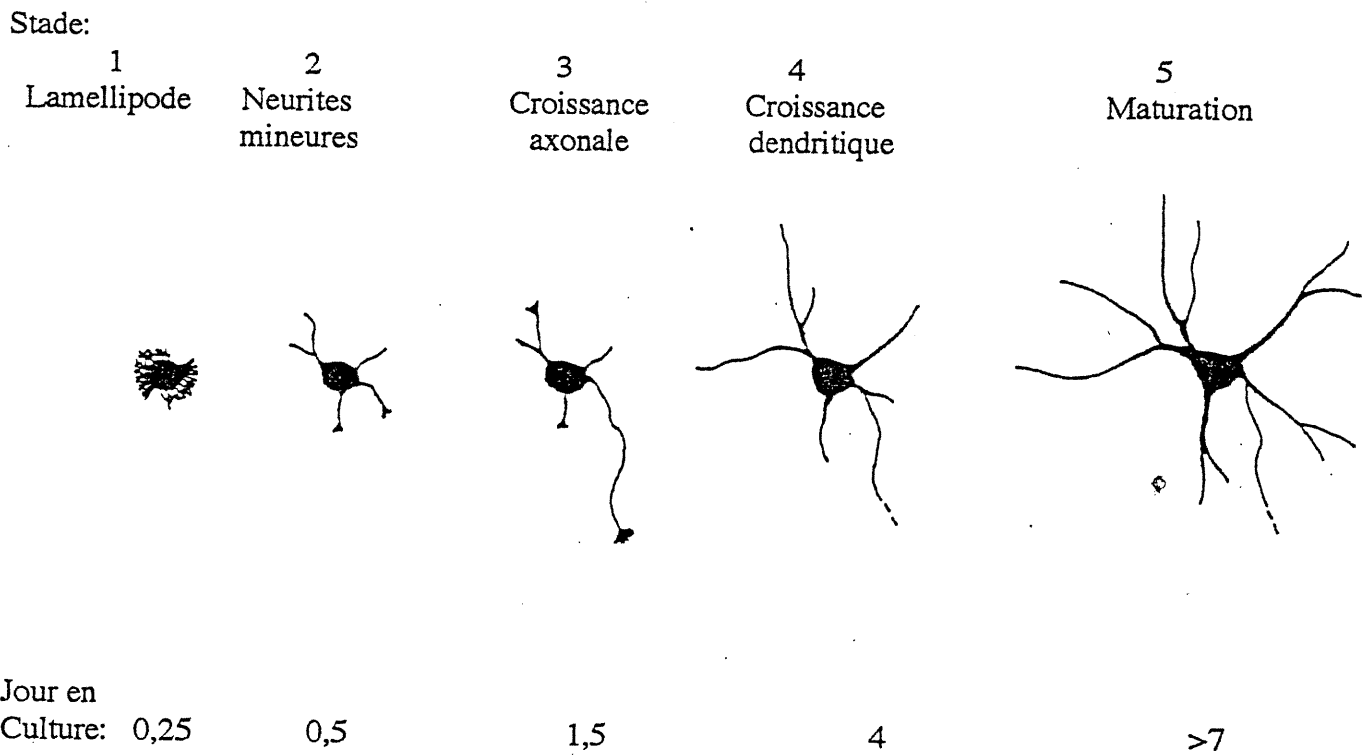 Stade:
1 2 3 4 5
Lamellipode Neurites Croissance Croissance Maturation
mineures axonale dendritique
Jour en
Culture: 0,25 0,5 1,5 4 >7